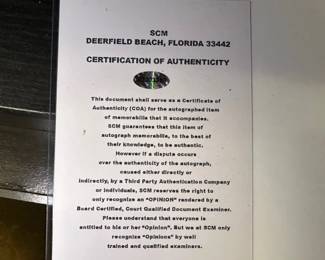 SCM
DEERFIELD BEACH, FLORIDA 33442
CERTIFICATION OF AUTHENTICITY
This document shall serve as a Certificate of
Authenticity (COA) for the autographed item
of memorabilia that it accompanies.
SCM guarantees that this item of
autograph memorabilia, to the best of
their knowledge, to be authentic.
However if a dispute occurs
over the authenticity of the autograph,
caused either directly or
indirectly, by a Third Party Authentication Company
or Individuals, SCM reserves the right to
only recognize an "OPINION" rendered by a
Board Certified, Court Qualified Document Examiner.
Please understand that everyone is
entitled to his or her "Opinion". But we at SCM only
recognize "Opinions" by well
trained and qualified examiners.